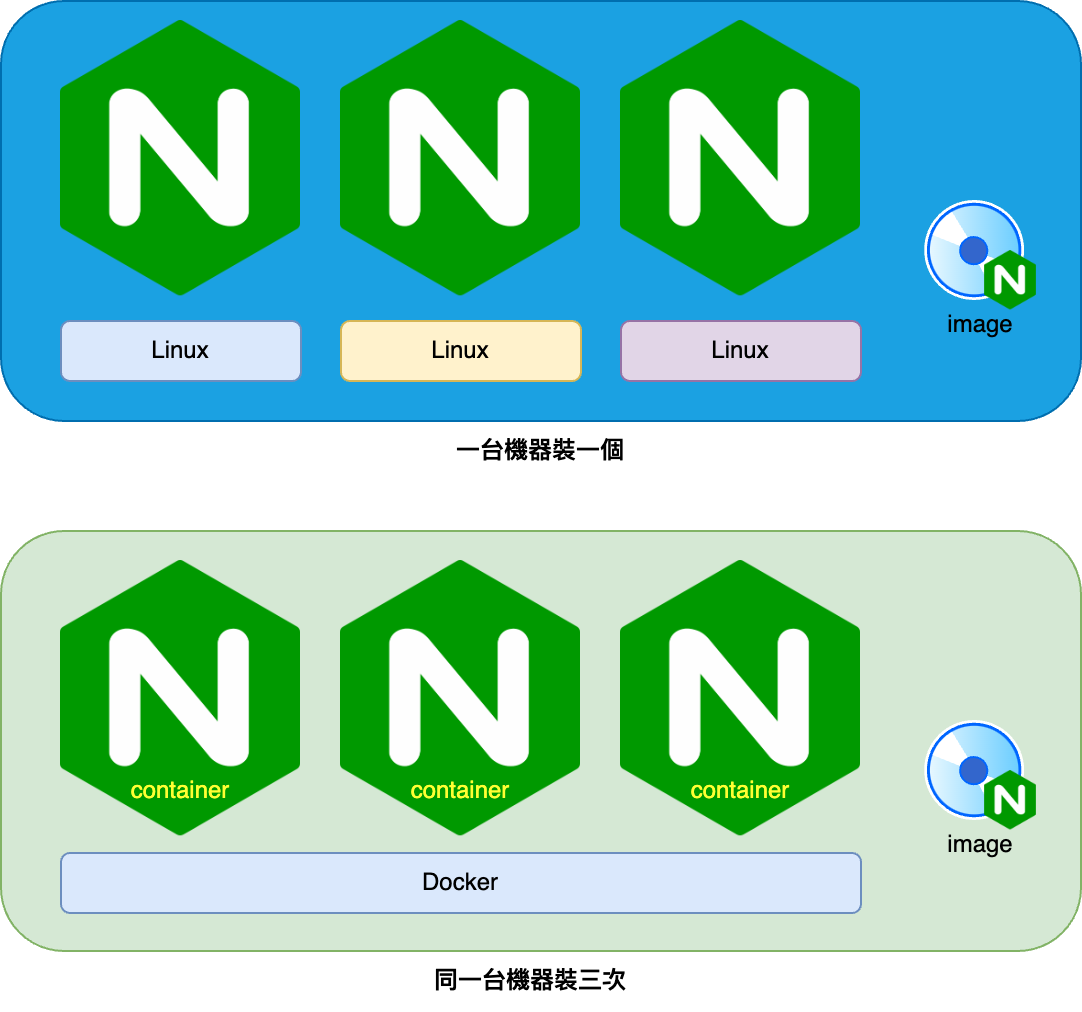 N N N
N
image
Linux Linux Linux
一台機器裝一個
N N N
container container container
N
image
Docker
同一台機器裝三次